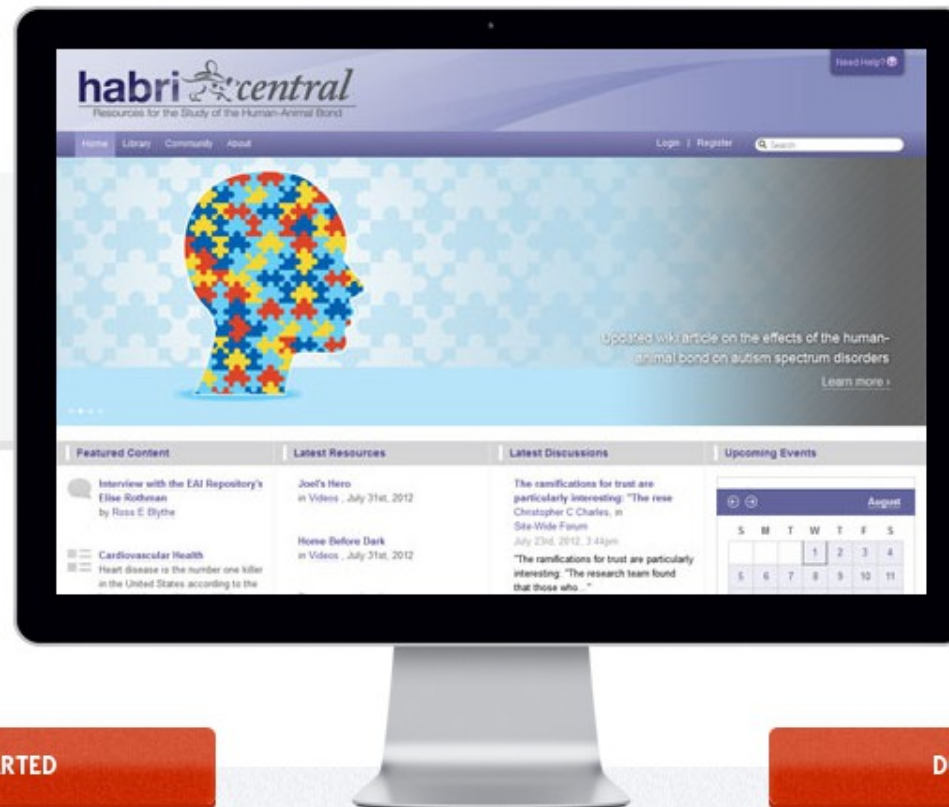 Need Help?
habri central
Resources for the Study of the Human-Animal Bond
Home Library Community About
Login | Register
Search
Updated wiki article on the effects of the human-
animal bond on autism spectrum disorders
Learn more ›
Featured Content
Interview with the EAI Repository's
Elise Rothman
by Ross E Blythe
Cardiovascular Health
Heart disease is the number one killer
in the United States according to the
Latest Resources
Joel's Hero
in Videos , July 31st, 2012
Home Before Dark
in Videos , July 31st, 2012
Latest Discussions
The ramifications for trust are
particularly interesting: "The rese
Christopher C Charles, in
Site-Wide Forum
July 23rd, 2012, 3:44pm
"The ramifications for trust are particularly
interesting: "The research team found
that those who..."
Upcoming Events
August
S M T W T F S
1 2 3 4
5 6 7 8 9 10 11
RTED
D